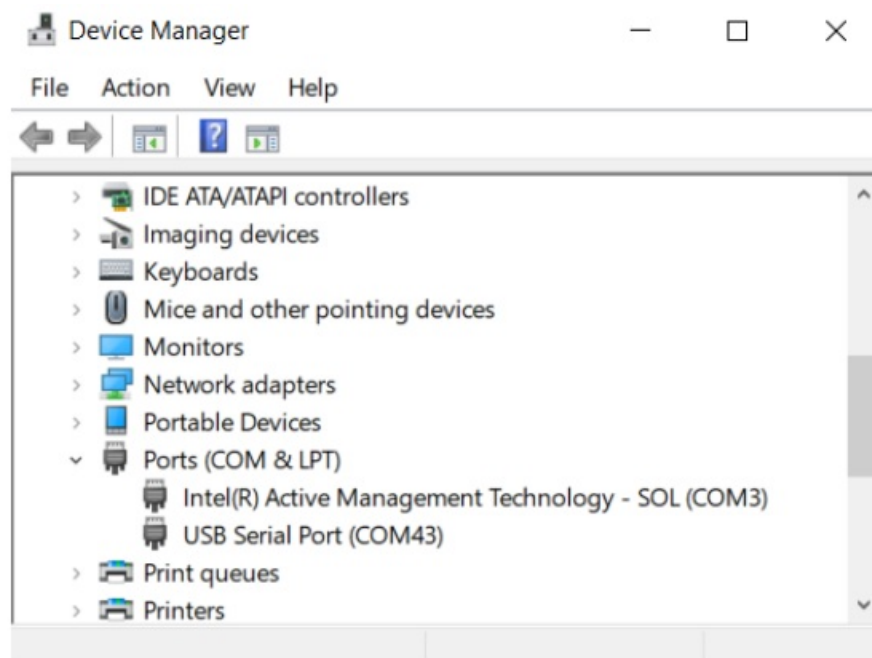 Device Manager
File Action View Help
IDE ATA/ATAPI controllers
Imaging devices
Keyboards
Mice and other pointing devices
Monitors
Network adapters
Portable Devices
Ports (COM & LPT)
Intel(R) Active Management Technology - SOL (COM3)
USB Serial Port (COM43)
Print queues
Printers